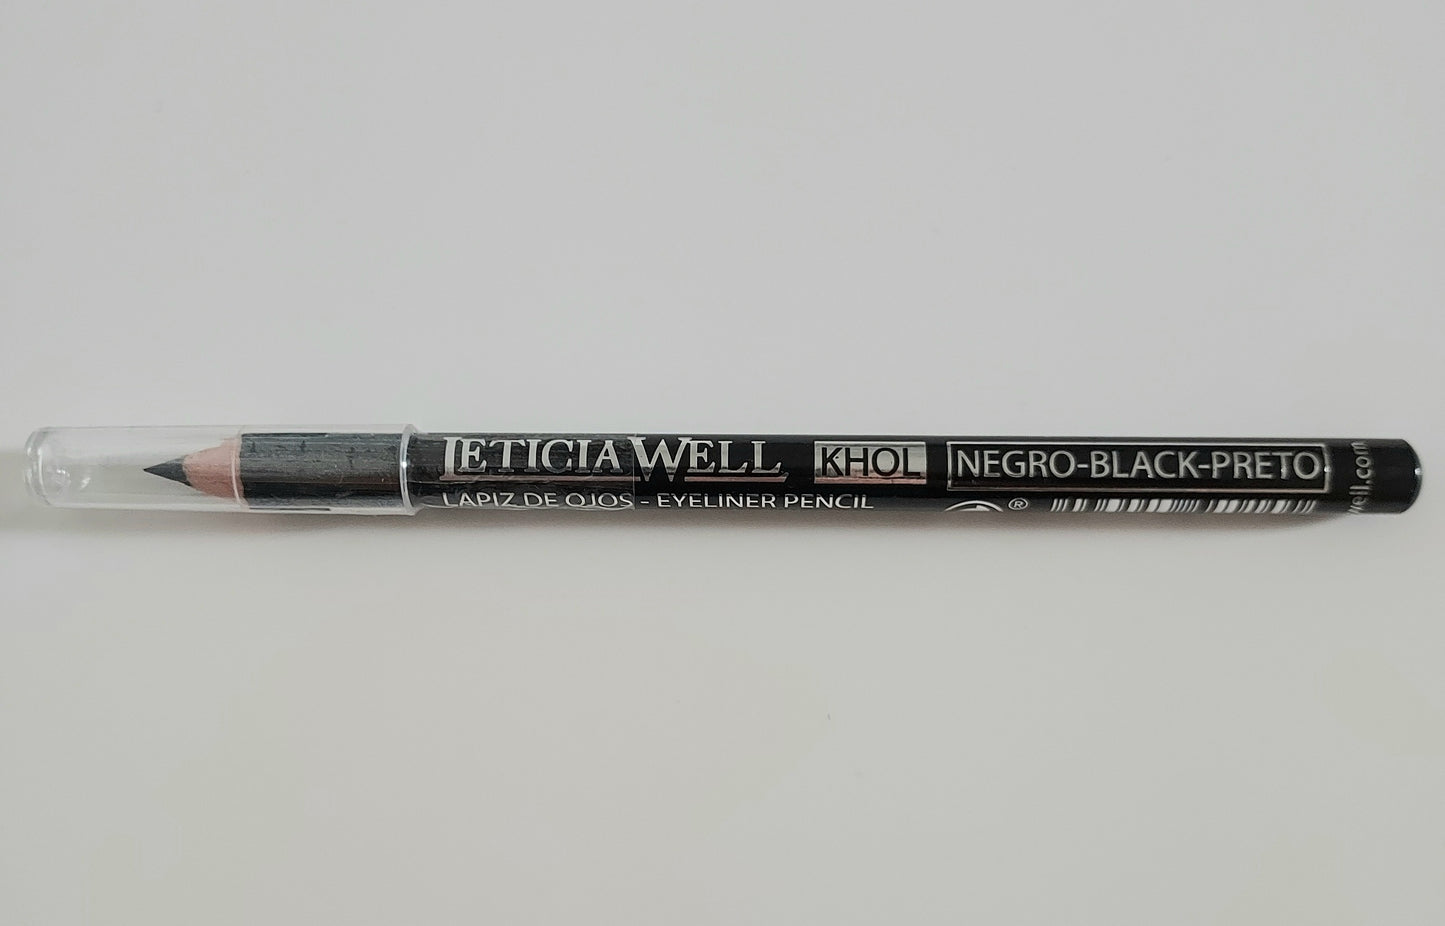 LETICIA WELL KHOL NEGRO-BLACK-PRETO
LAPIZ DE OJOS - EYELINER PENCIL ®